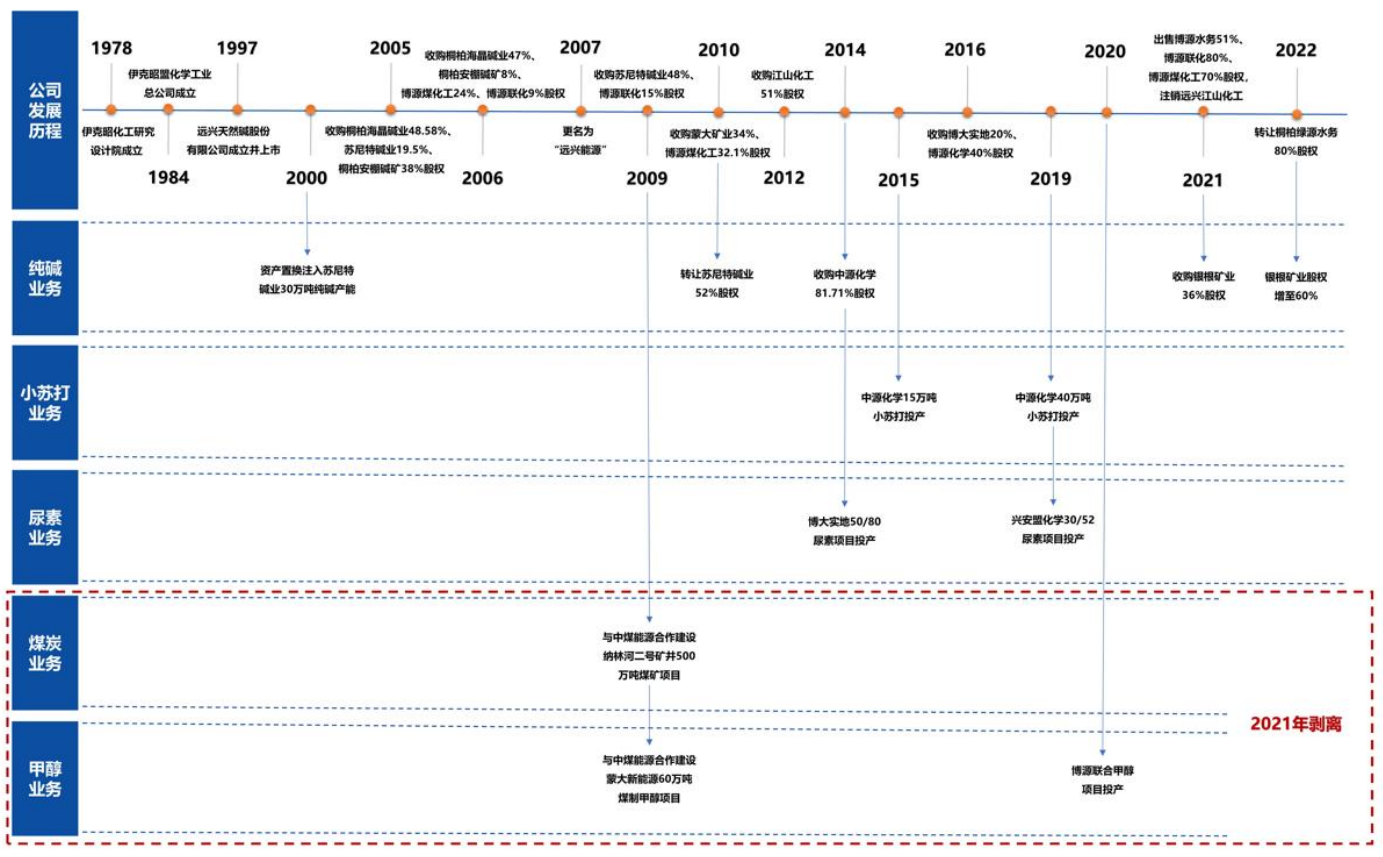 公司
发展
历程
1978
1997
2005
2007
2010
2014
2016
2020
2022
伊克昭盟化学工业
总公司成立
收购桐柏海晶碱业47%、
桐柏安棚碱矿8%、
博源煤化工24%、博源联化9%股权
收购苏尼特碱业48%、
博源联化15%股权
收购江山化工
51%股权
出售博源水务51%、
博源联化80%、
博源煤化工70%股权,
注销远兴江山化工
伊克昭化工研究
设计院成立
远兴天然碱股份
有限公司成立并上市
收购桐柏海晶碱业48.58%、
苏尼特碱业19.5%、
桐柏安棚碱矿38%股权
更名为
“远兴能源”
收购蒙大矿业34%、
博源煤化工32.1%股权
收购博大实地20%、
博源化学40%股权
转让桐柏绿源水务
80%股权
1984
2000
2006
2009
2012
2015
2019
2021
纯碱
业务
资产置换注入苏尼特
碱业30万吨纯碱产能
转让苏尼特碱业
52%股权
收购中源化学
81.71%股权
收购银根矿业
36%股权
银根矿业股权
增至60%
小苏打
业务
中源化学15万吨
小苏打投产
中源化学40万吨
小苏打投产
尿素
业务
博大实地50/80
尿素项目投产
兴安盟化学30/52
尿素项目投产
煤炭
业务
与中煤能源合作建设
纳林河二号矿井500
万吨煤矿项目
2021年剥离
甲醇
业务
与中煤能源合作建设
蒙大新能源60万吨
煤制甲醇项目
博源联合甲醇
项目投产